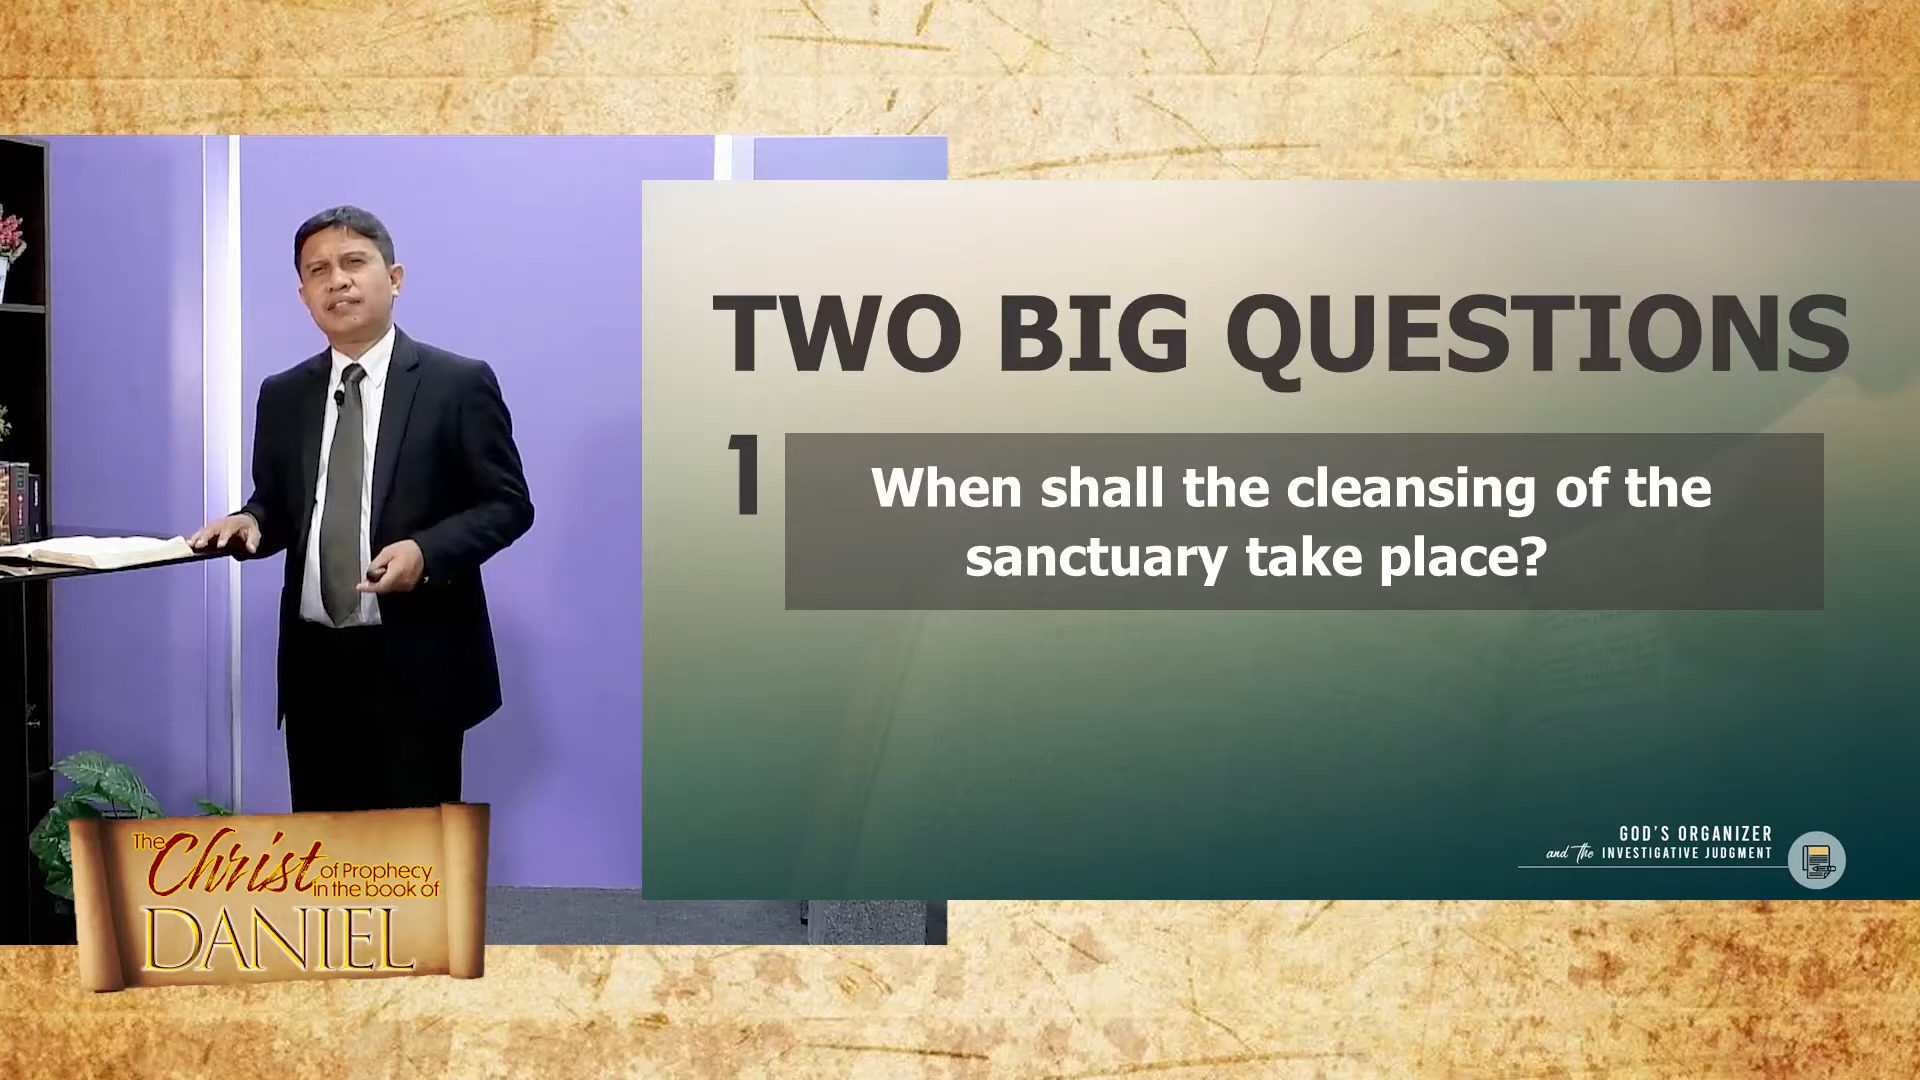 TWO BIG QUESTIONS
1
When shall the cleansing of the
sanctuary take place?
GOD'S ORGANIZER
and the INVESTIGATIVE JUDGMENT
The Christ of Prophecy
in the book of
DANIEL